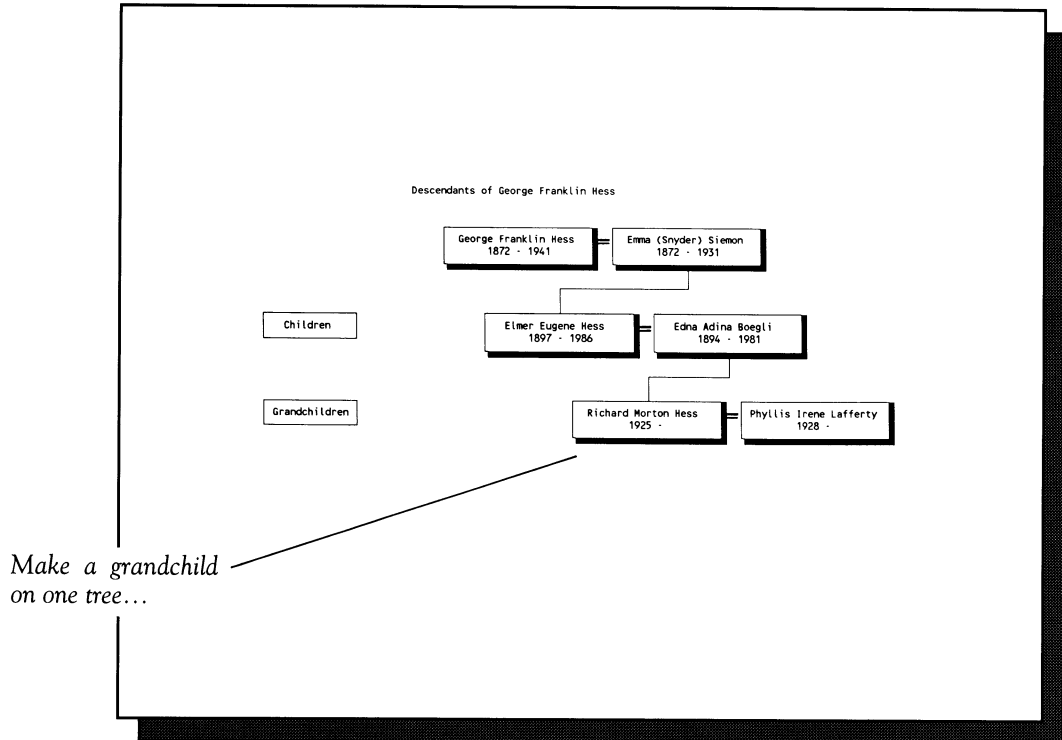 Descendants of George Franklin Hess
George Franklin Hess
1872 - 1941
Emma (Snyder) Siemon
1872 - 1931
Children
Elmer Eugene Hess
1897 - 1986
Edna Adina Boegli
1894 - 1981
Grandchildren
Richard Morton Hess
1925 -
Phyllis Irene Lafferty
1928 -
Make a grandchild
on one tree...